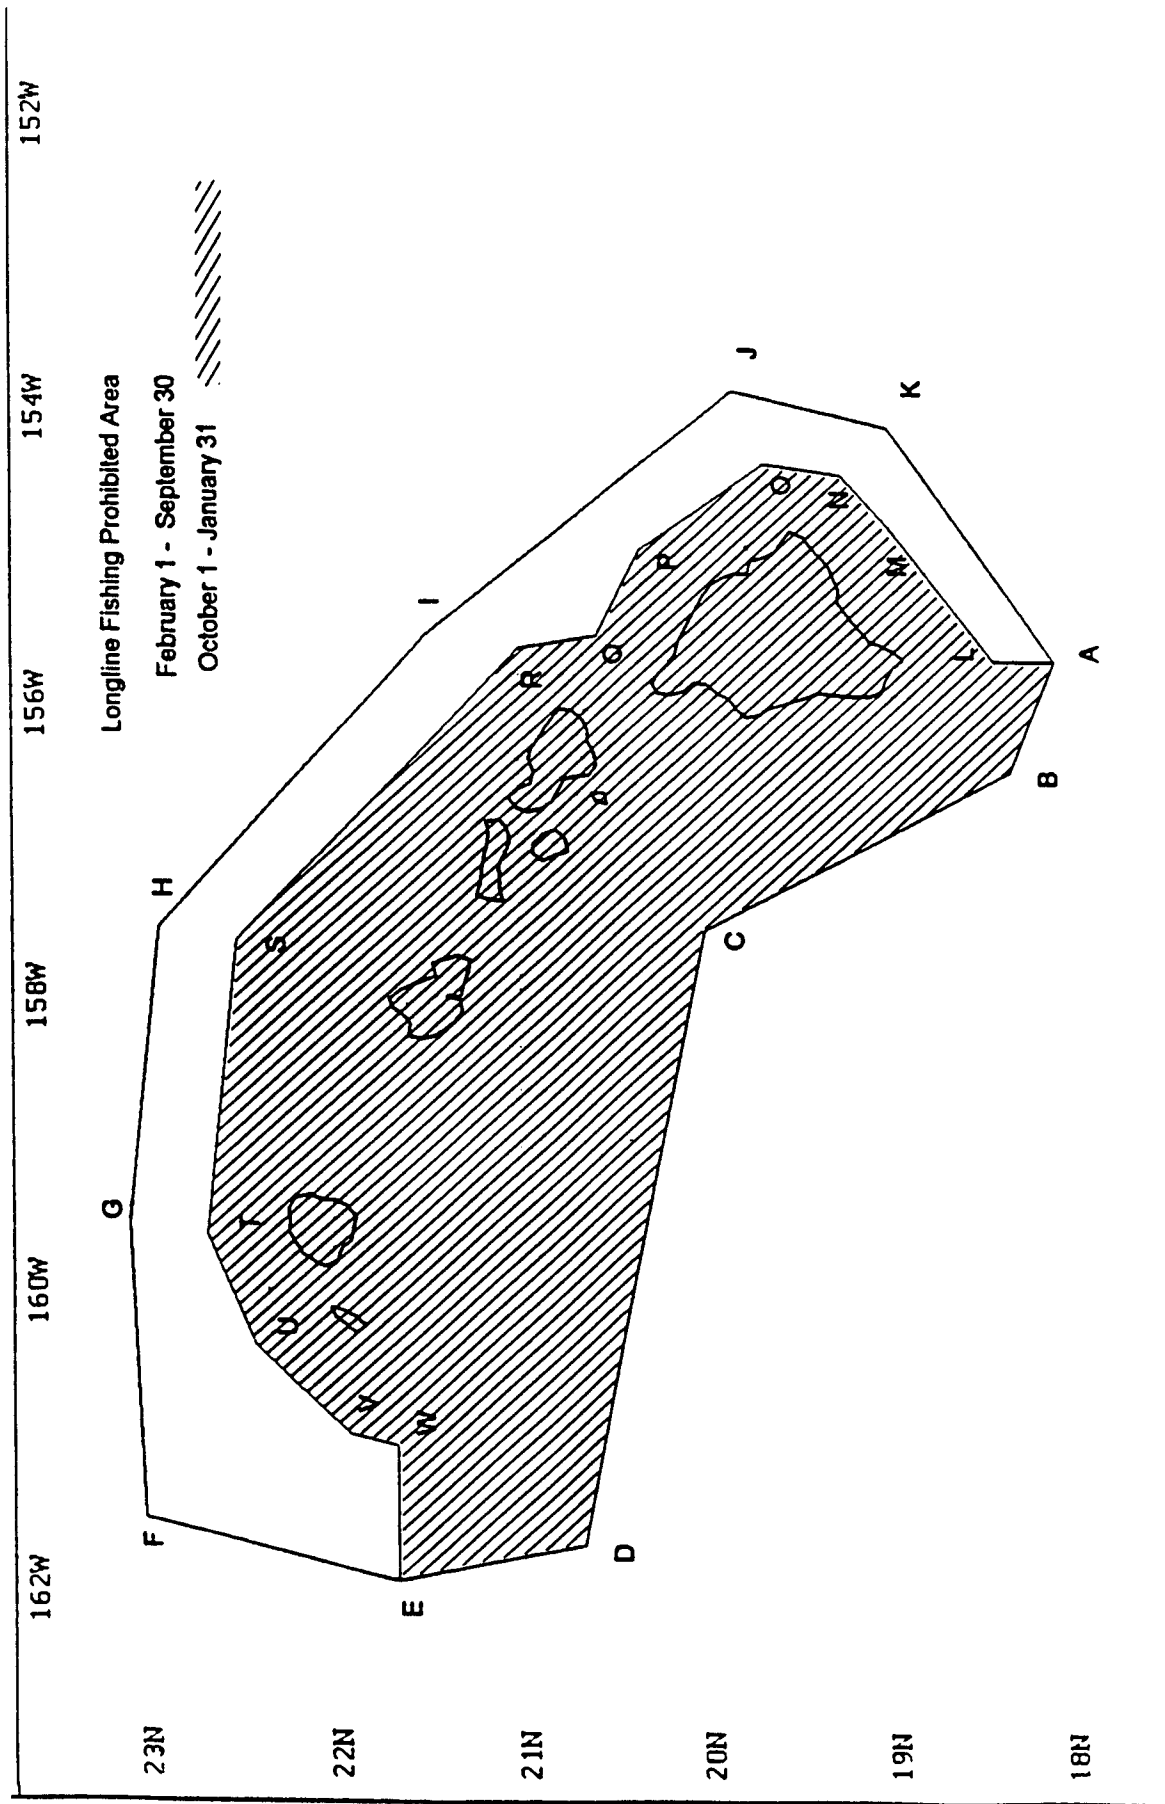 162W 160W 158W 156W 154W 152W
Longline Fishing Prohibited Area
February 1 - September 30
October 1 - January 31
23N
22N
21N
20N
19N
18N
G
F
H
T
S
U
V
I
E
W
R
Q
D
P
C
J
O
N
M
K
L
B
A